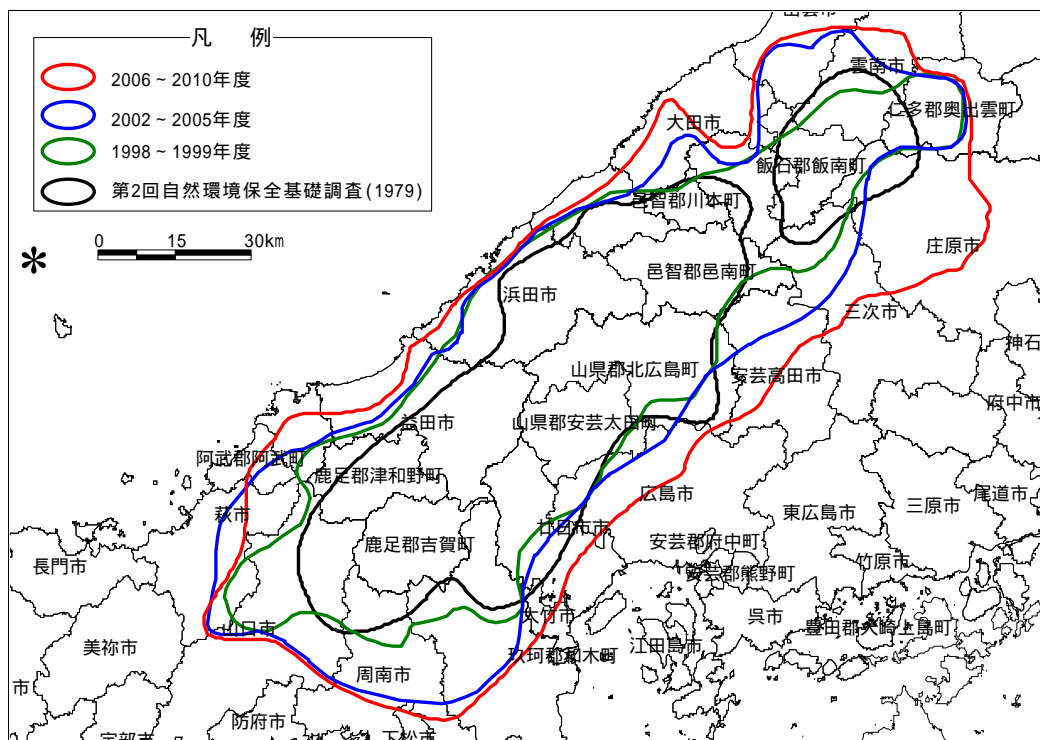 凡　例
2006～2010年度
2002～2005年度
1998～1999年度
第2回自然環境保全基礎調査(1979)
0 15 30km
*
雲南市
仁多郡奥出雲町
大田市
飯石郡飯南町
邑智郡川本町
庄原市
邑智郡邑南町
浜田市
三次市
神石
山県郡北広島町
安芸高田市
府中市
益田市
山県郡安芸太田町
阿武郡阿武町
鹿足郡津和野町
広島市
尾道市
三原市
東広島市
萩市
廿日市市
鹿足郡吉賀町
安芸郡府中町
長門市
竹原市
安芸郡熊野町
大竹市
呉市
山口市
豊田郡大崎上島町
美祢市
江田島市
玖珂郡和木町
周南市
市
防府市
宇部市
下松市